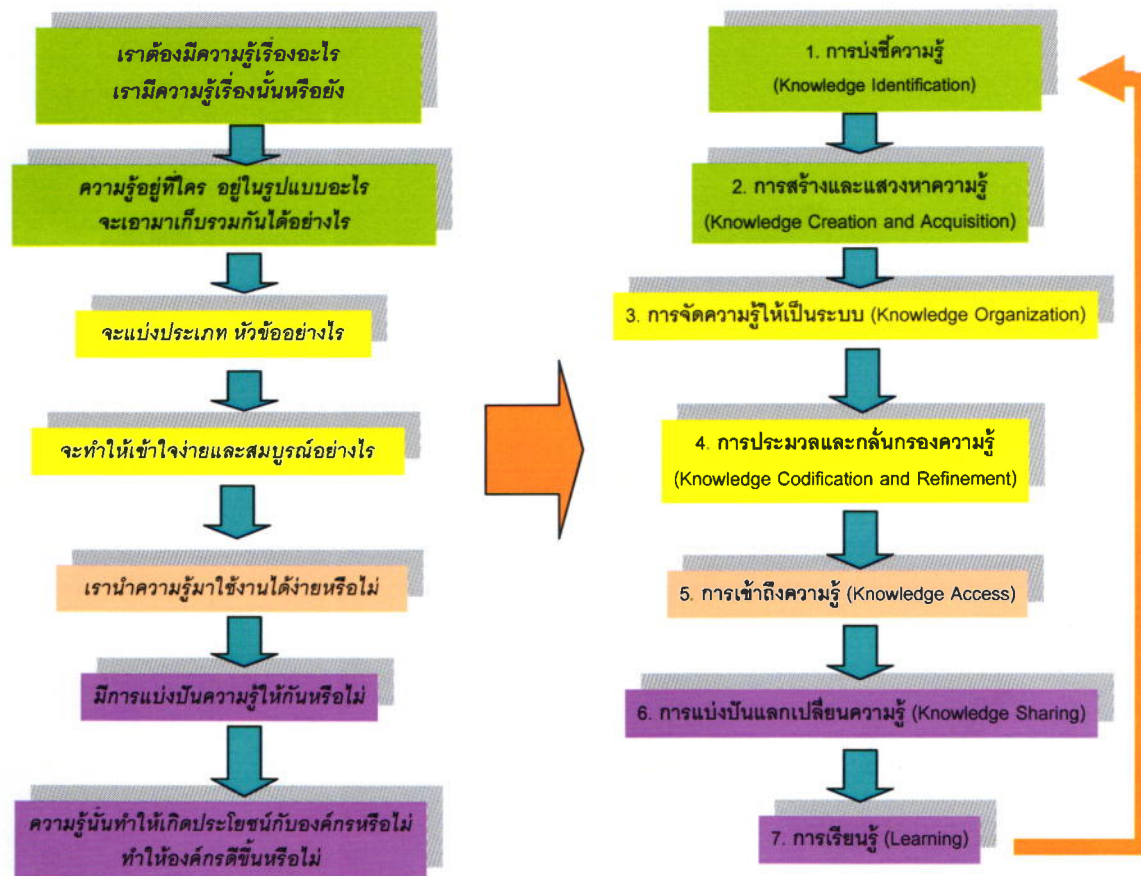 เราต้องมีความรู้เรื่องอะไร
เรามีความรู้เรื่องนั้นหรือยัง
ความรู้อยู่ที่ใคร อยู่ในรูปแบบอะไร
จะเอามาเก็บรวมกันได้อย่างไร
จะแบ่งประเภท หัวข้ออย่างไร
จะทำให้เข้าใจง่ายและสมบูรณ์อย่างไร
เรานำความรู้มาใช้งานได้ง่ายหรือไม่
มีการแบ่งปันความรู้ให้กันหรือไม่
ความรู้นั้นทำให้เกิดประโยชน์กับองค์กรหรือไม่
ทำให้องค์กรดีขึ้นหรือไม่
1. การบ่งชี้ความรู้
(Knowledge Identification)
2. การสร้างและแสวงหาความรู้
(Knowledge Creation and Acquisition)
3. การจัดความรู้ให้เป็นระบบ (Knowledge Organization)
4. การประมวลและกลั่นกรองความรู้
(Knowledge Codification and Refinement)
5. การเข้าถึงความรู้ (Knowledge Access)
6. การแบ่งปันแลกเปลี่ยนความรู้ (Knowledge Sharing)
7. การเรียนรู้ (Learning)